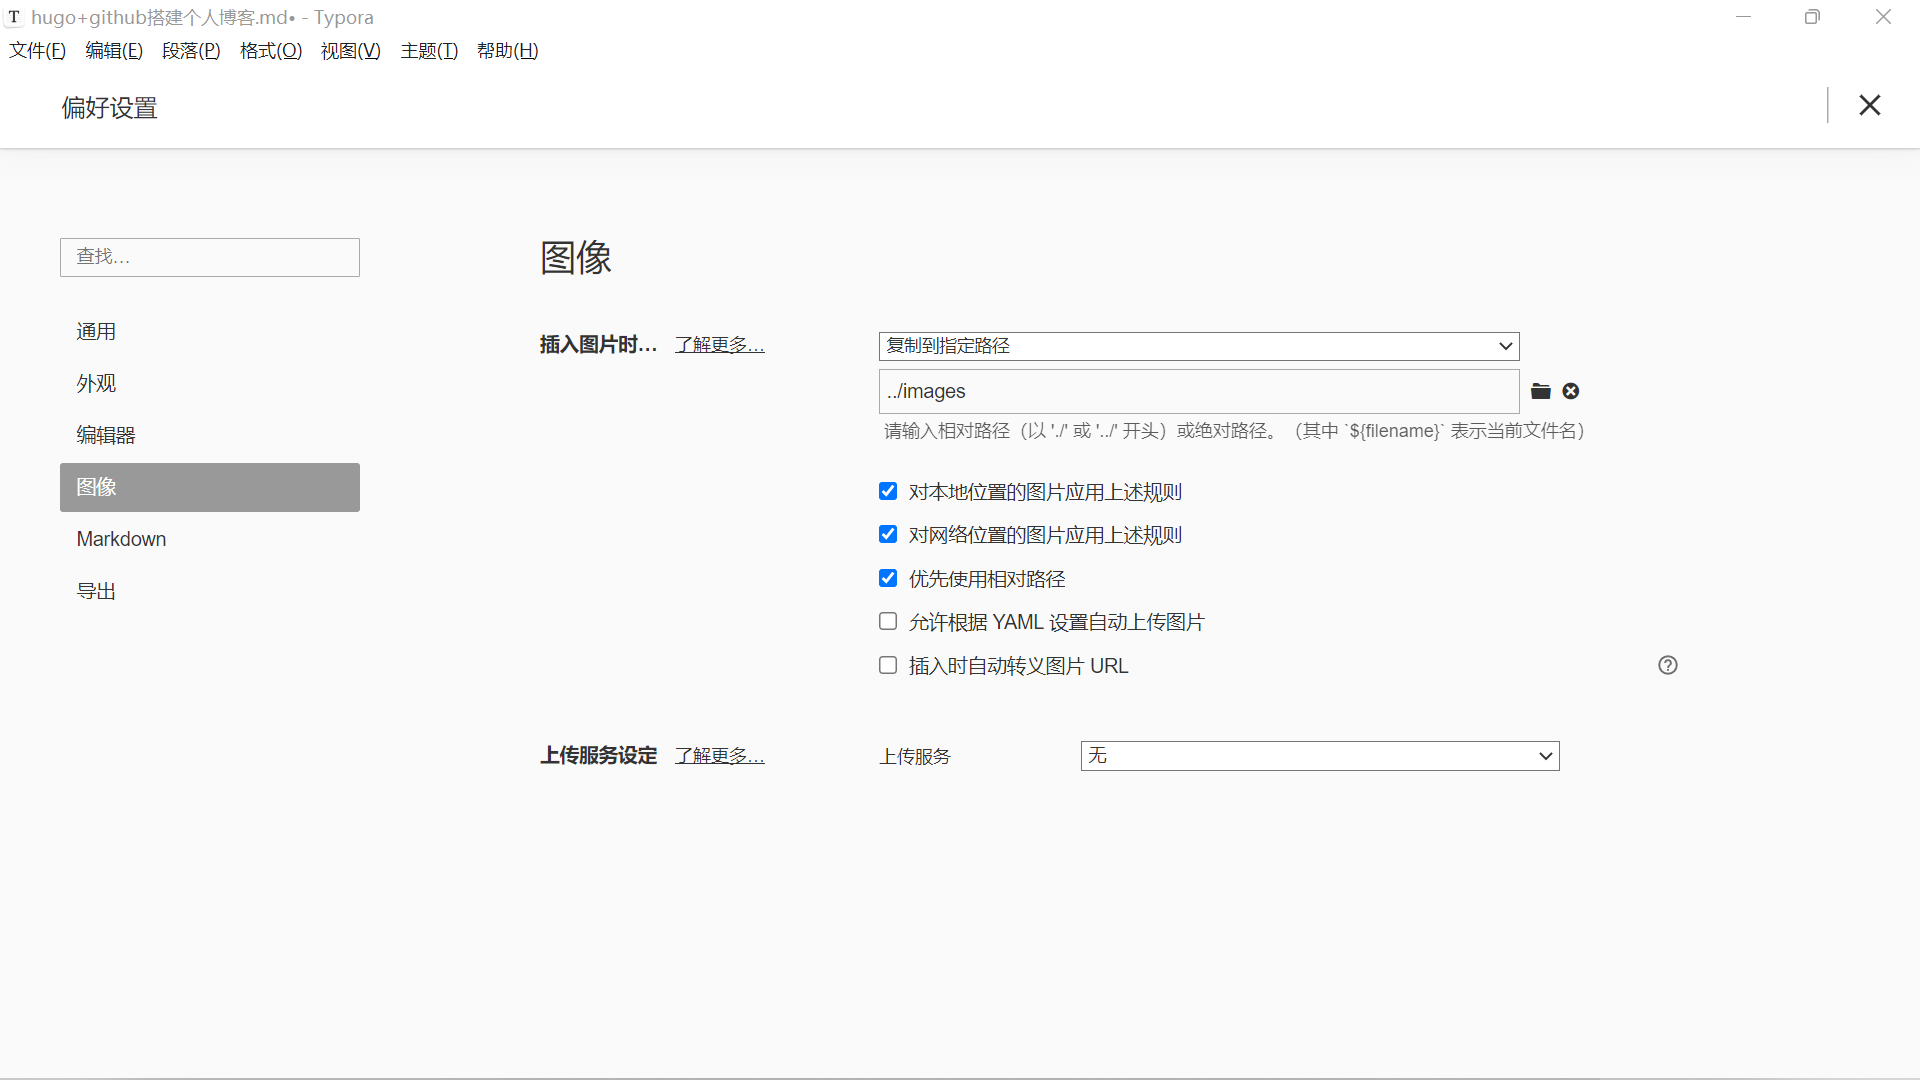 T hugo+github搭建个人博客.md• - Typora
文件(F) 编辑(E) 段落(P) 格式(O) 视图(V) 主题(T) 帮助(H)
偏好设置
查找…
通用
外观
编辑器
图像
Markdown
导出
图像
插入图片时… 了解更多…
复制到指定路径
../images
请输入相对路径（以 './' 或 '../' 开头）或绝对路径。（其中 `${filename}` 表示当前文件名）
对本地位置的图片应用上述规则
对网络位置的图片应用上述规则
优先使用相对路径
允许根据 YAML 设置自动上传图片
插入时自动转义图片 URL
上传服务设定 了解更多…
上传服务 无